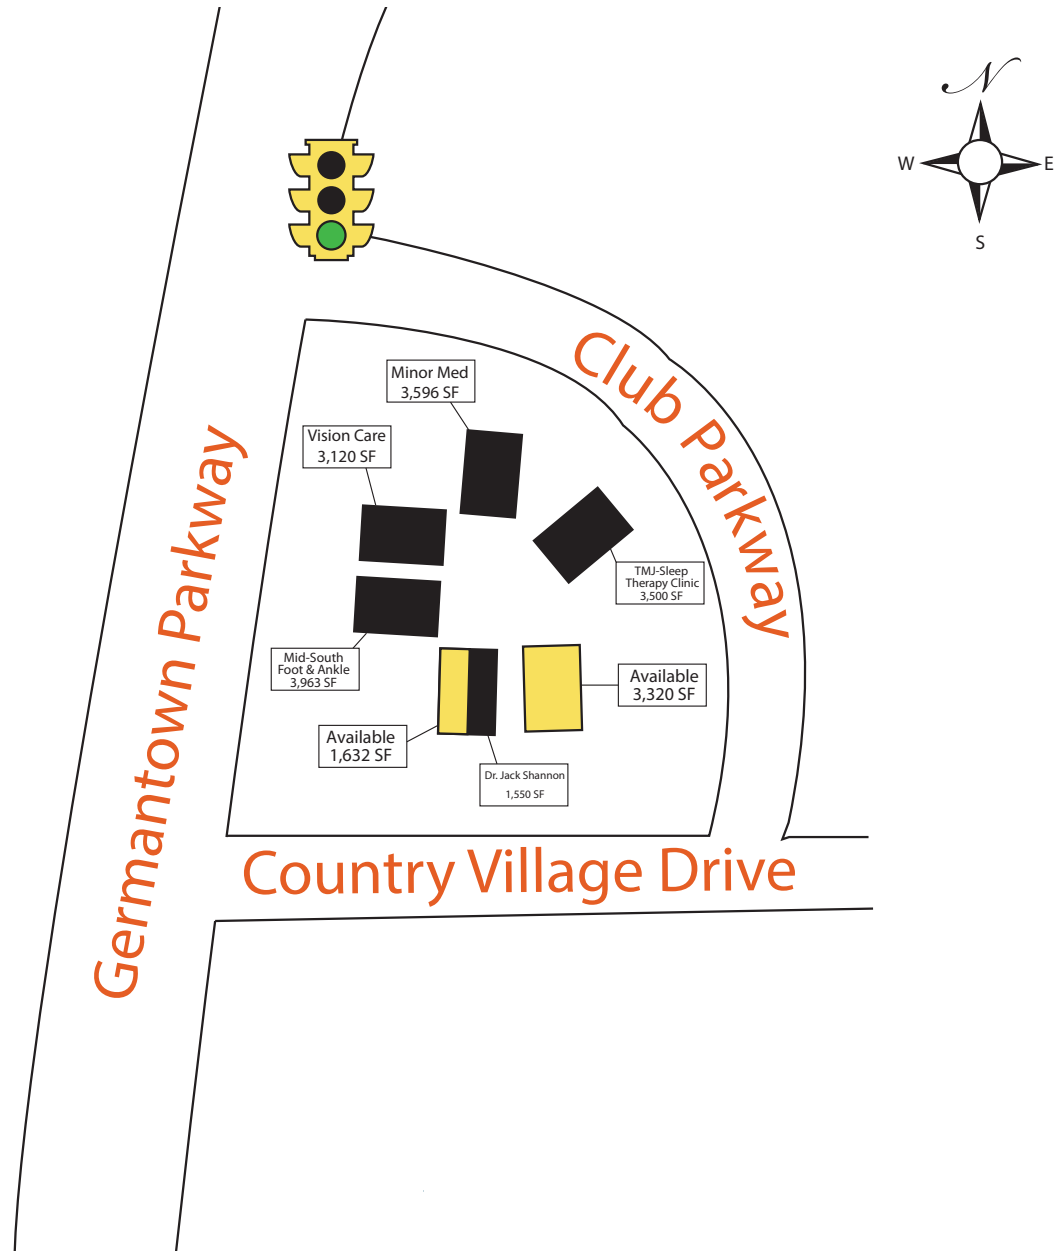 N
W
E
S
Club Parkway
Minor Med
3,596 SF
Vision Care
3,120 SF
Germantown Parkway
TMJ-Sleep
Therapy Clinic
3,500 SF
Mid-South
Foot & Ankle
3,963 SF
Available
3,320 SF
Available
1,632 SF
Dr. Jack Shannon
1,550 SF
Country Village Drive